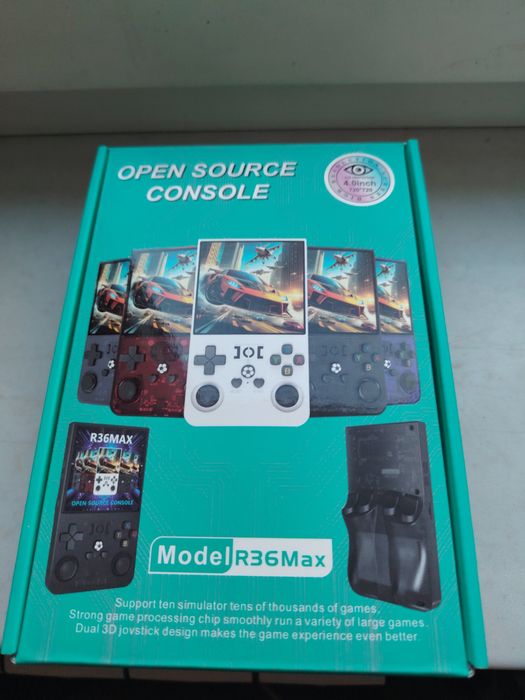 OPEN SOURCE
CONSOLE
4.0inch
720*720
B
R36MAX
OPEN SOURCE CONSOLE
Model R36Max
Support ten simulator tens of thousands of games.
Strong game processing chip smoothly run a variety of large games.
Dual 3D joystick design makes the game experience even better.